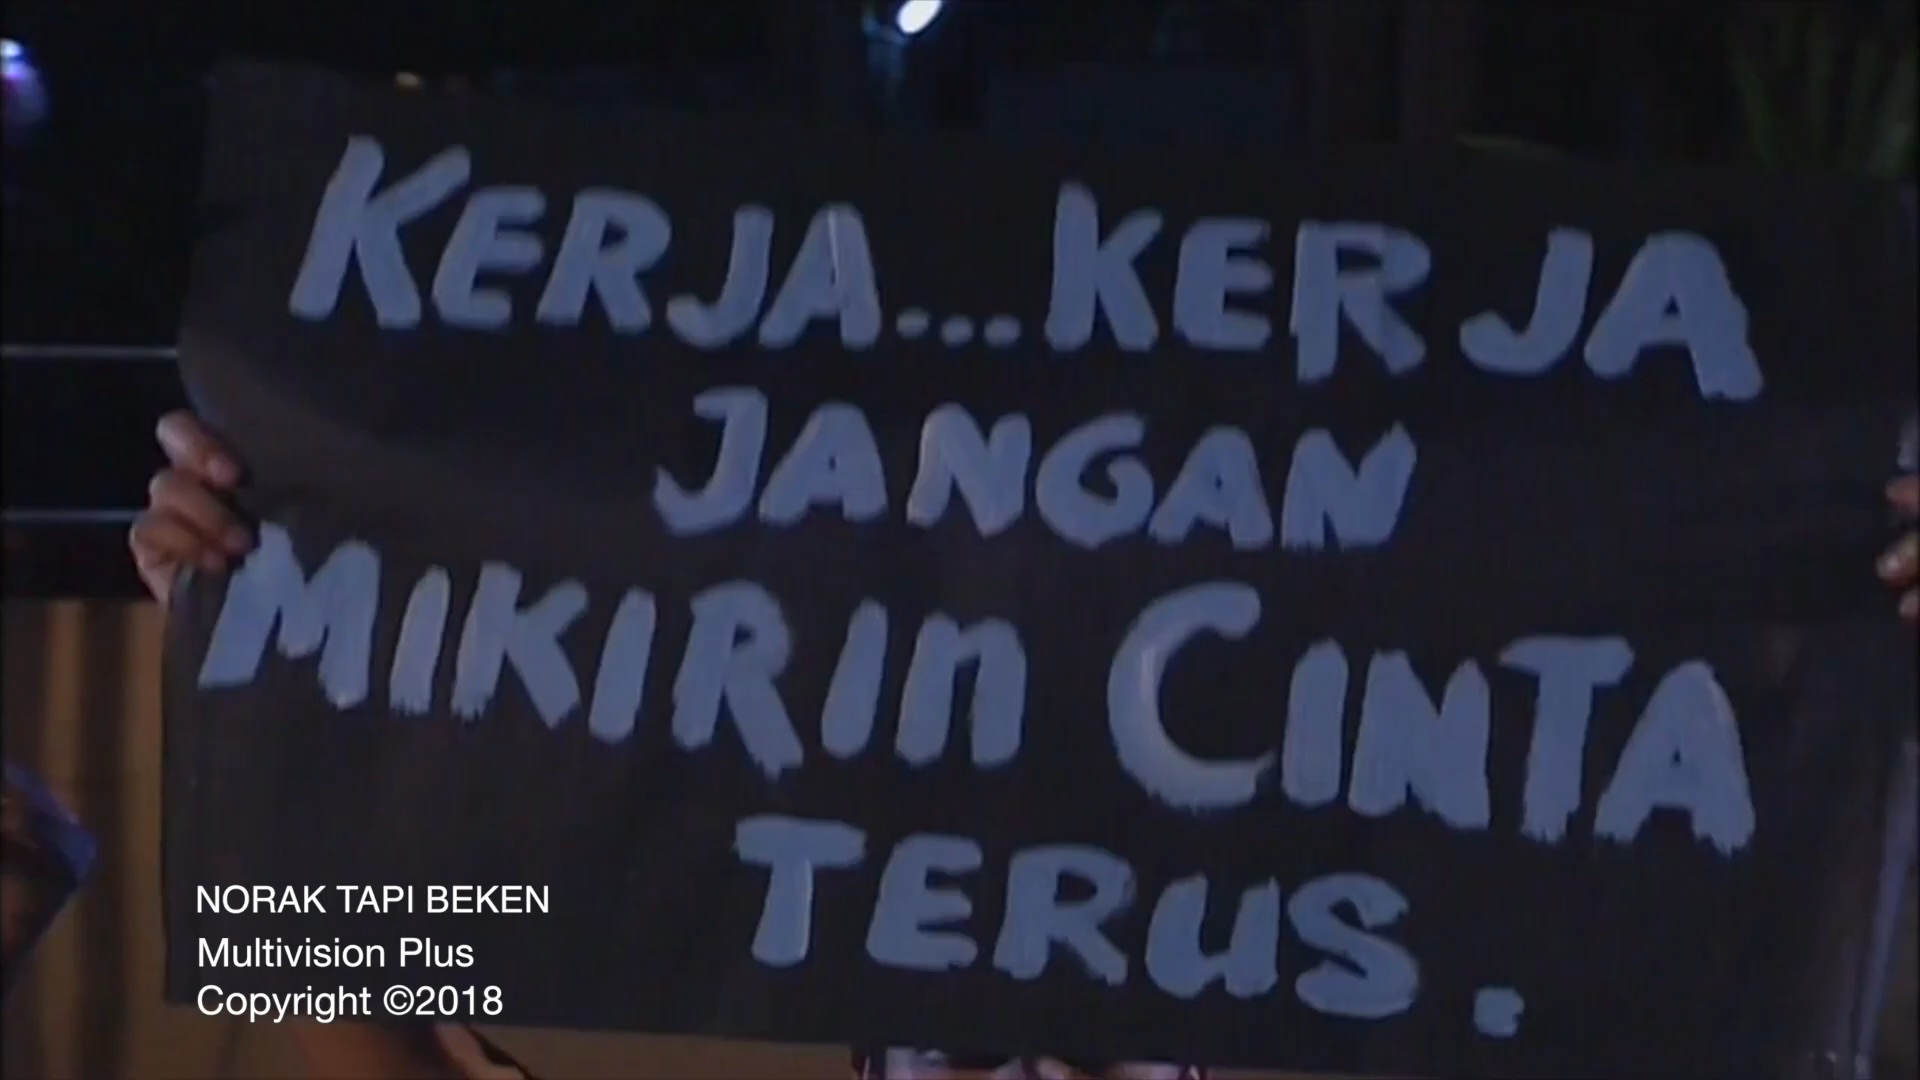 KERJA...KERJA
JANGAN
MIKIRIN CINTA
TERUS.
NORAK TAPI BEKEN
Multivision Plus
Copyright ©2018